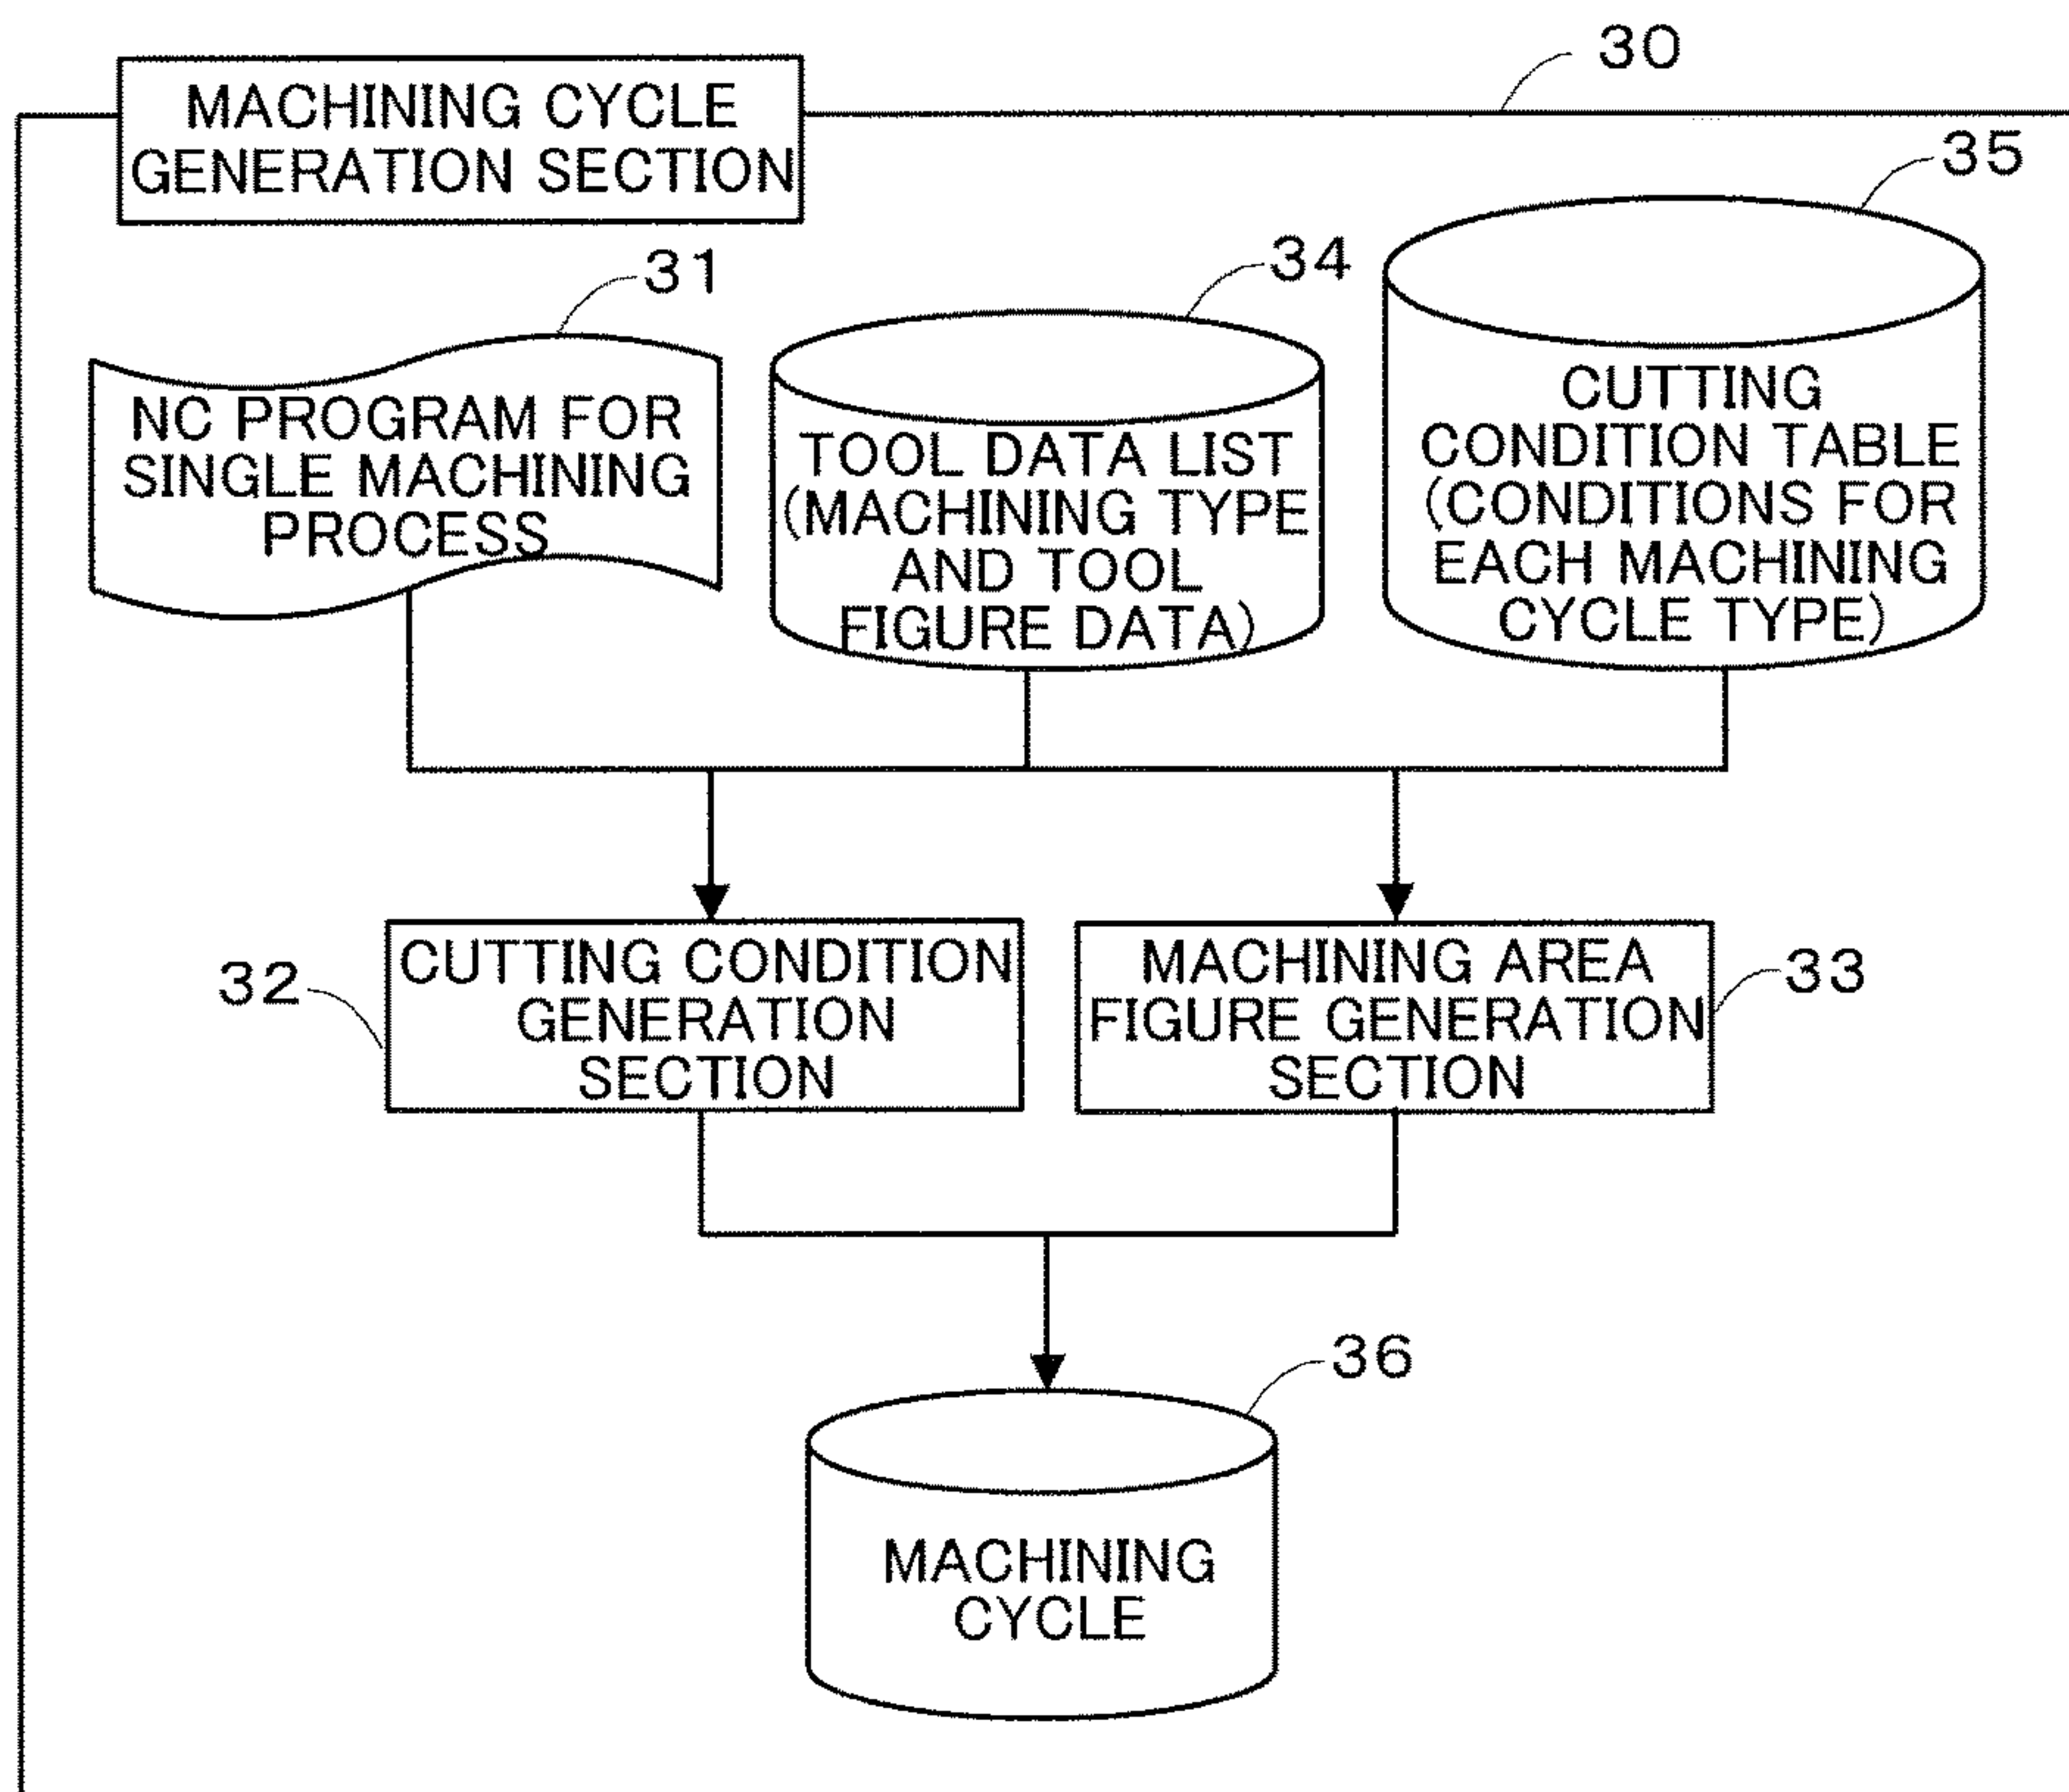 30
MACHINING CYCLE
GENERATION SECTION
35
34
31
NC PROGRAM FOR
SINGLE MACHINING
PROCESS
TOOL DATA LIST
(MACHINING TYPE
AND TOOL
FIGURE DATA)
CUTTING
CONDITION TABLE
(CONDITIONS FOR
EACH MACHINING
CYCLE TYPE)
32
CUTTING CONDITION
GENERATION
SECTION
MACHINING AREA
FIGURE GENERATION
SECTION
33
36
MACHINING
CYCLE